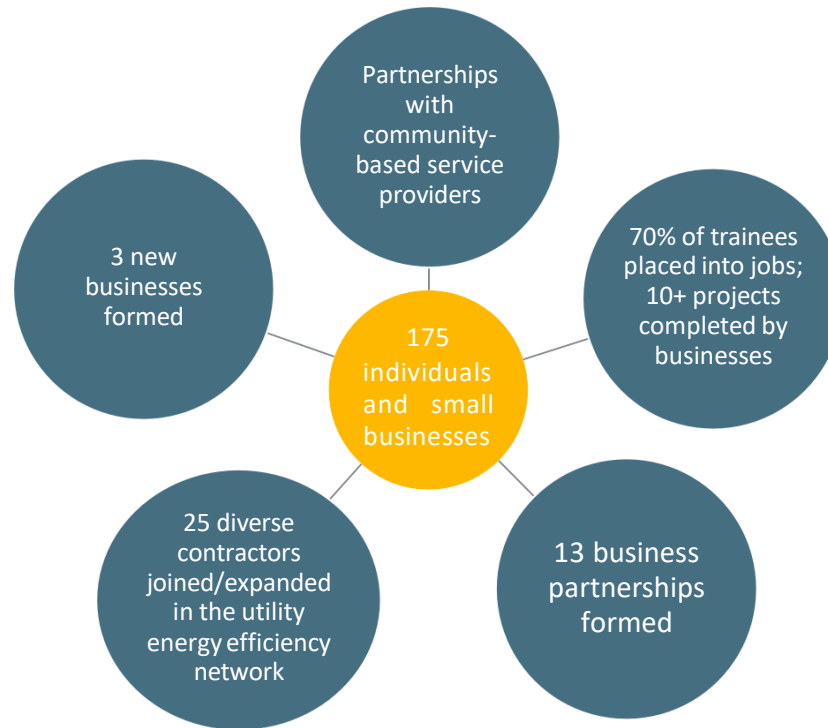 Partnerships
with
community-
based service
providers
3 new
businesses
formed
70% of trainees
placed into jobs;
10+ projects
completed by
businesses
175
individuals
and small
businesses
25 diverse
contractors
joined/expanded
in the utility
energy efficiency
network
13 business
partnerships
formed